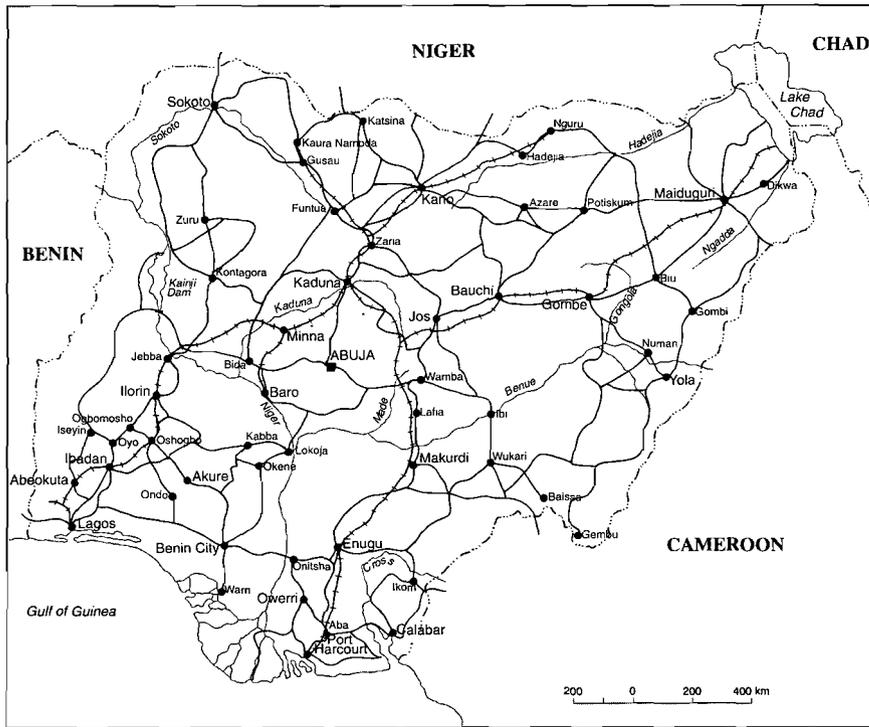 NIGER
CHAD
Lake
Chad
Sokoto
Sokoto
Katsina
Kaura Namoda
Gusau
Nguru
Hadejia
Hadejia
Kano
Maiduguri
Dikwa
Funtua
Azare
Potiskum
Zuru
Zaria
Ngadda
BENIN
Kontagora
Kainji
Dam
Kaduna
Kaduna
Bauchi
Gombe
Biu
Gongola
Jos
Gombi
Minna
Numan
Jebba
Bida
ABUJA
Wamba
Yola
Ilorin
Baro
Benue
Niger
Made
Lafia
Ibi
Ogbomosho
Iseyin
Oyo
Oshogbo
Kabba
Lokoja
Ibadan
Okene
Makurdi
Wukari
Abeokuta
Akure
Ondo
Baissa
Lagos
Gembu
Benin City
Enugu
CAMEROON
Onitsha
Cross
Ikom
Warri
Owerri
Gulf of Guinea
Aba
Port
Harcourt
Calabar
200 0 200 400 km